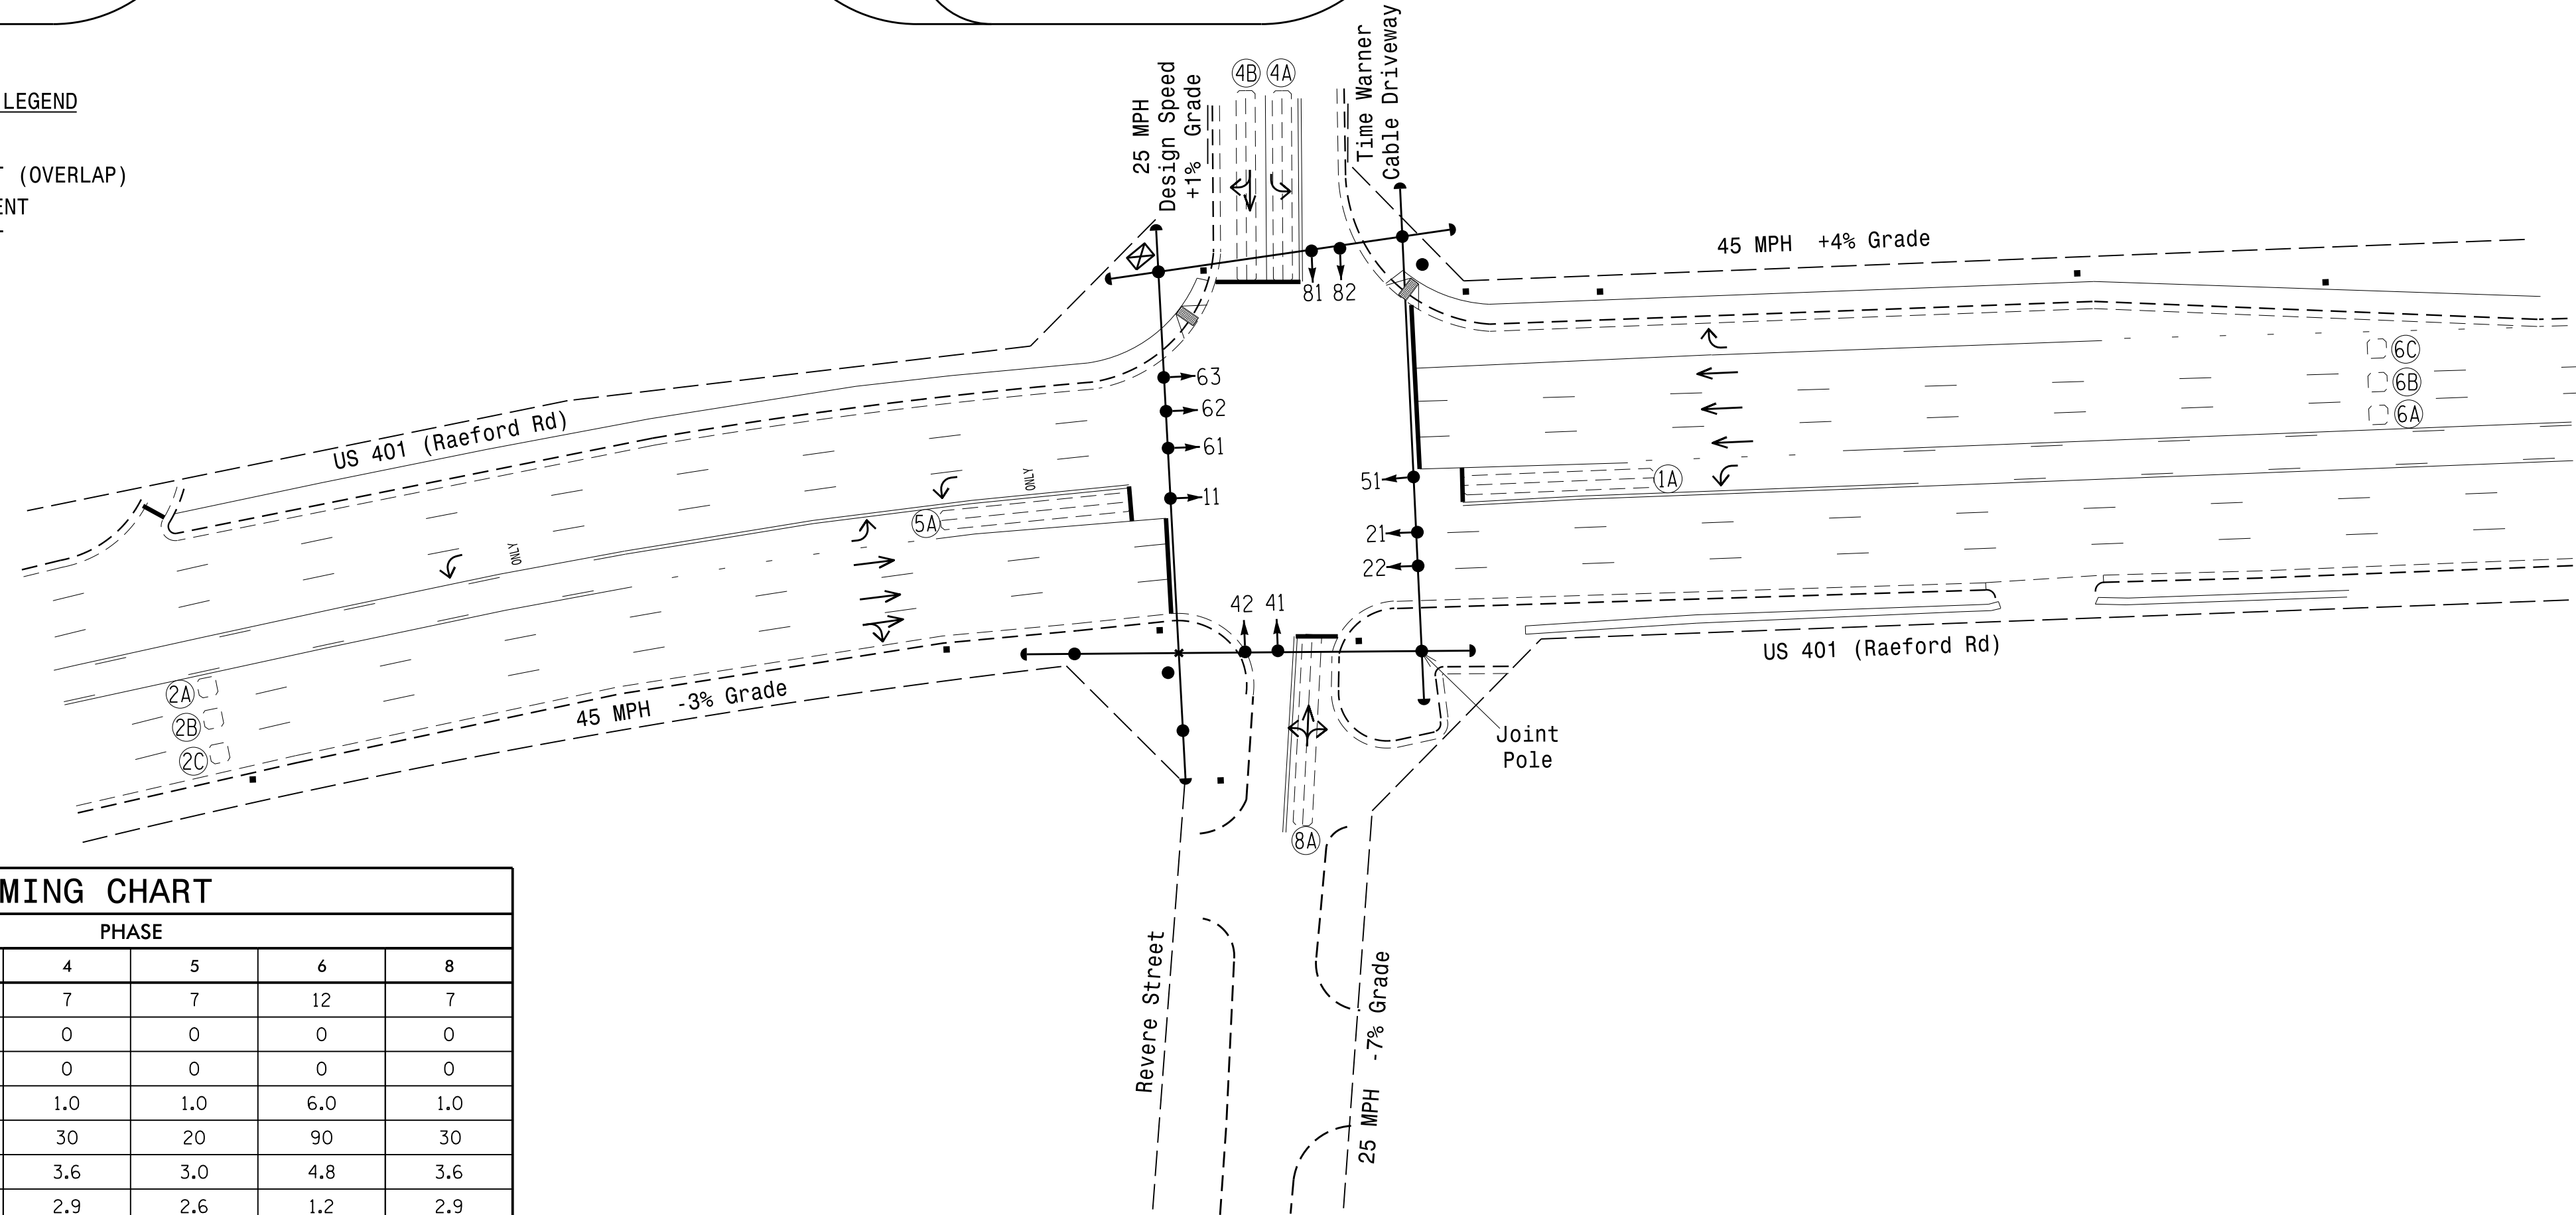 LEGEND
(OVERLAP)
25 MPH
Design Speed
+1% Grade
4B
4A
Time Warner
Cable Driveway
45 MPH +4% Grade
81
82
63
62
61
11
6C
6B
6A
US 401 (Raeford Rd)
ONLY
ONLY
5A
51
1A
21
22
42
41
2A
2B
2C
45 MPH -3% Grade
US 401 (Raeford Rd)
Joint
Pole
8A
Revere Street
25 MPH -7% Grade
MING CHART
PHASE
4 5 6 8
7 7 12 7
0 0 0 0
0 0 0 0
1.0 1.0 6.0 1.0
30 20 90 30
3.6 3.0 4.8 3.6
2.9 2.6 1.2 2.9